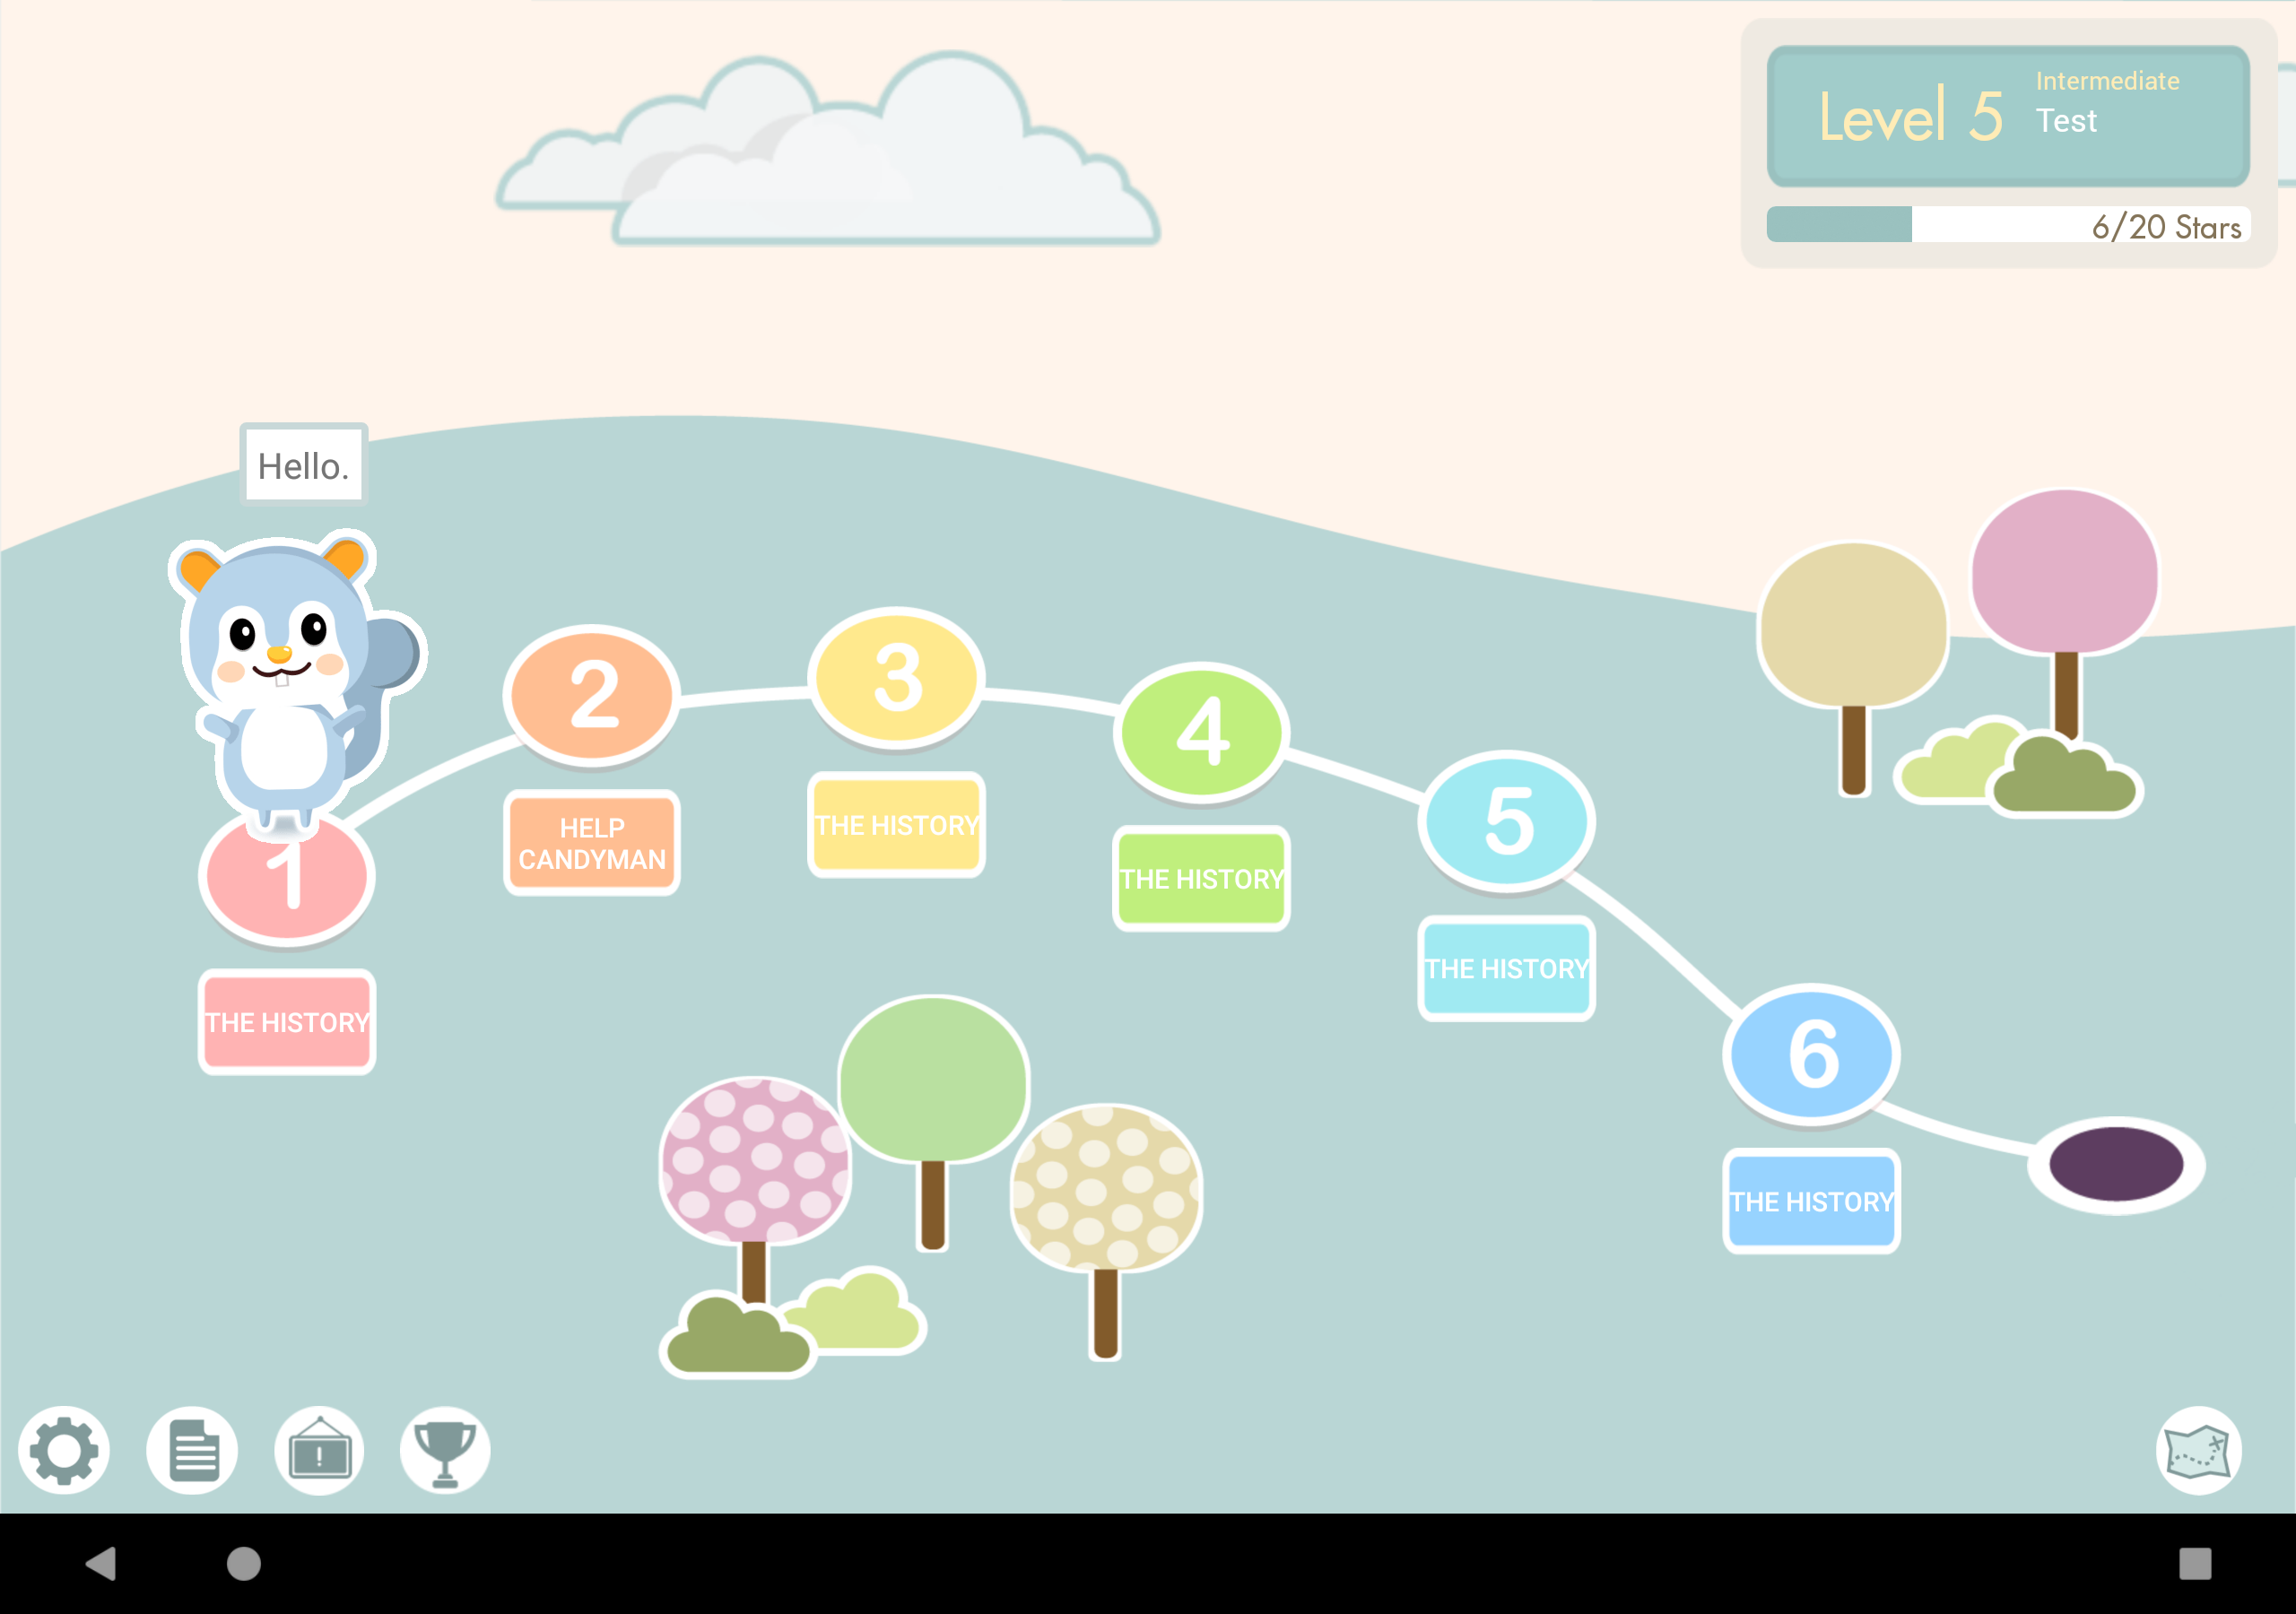 Level 5
Intermediate
Test
6/20 Stars
Hello.
1
THE HISTORY
2
HELP
CANDYMAN
3
THE HISTORY
4
THE HISTORY
5
THE HISTORY
6
THE HISTORY
!